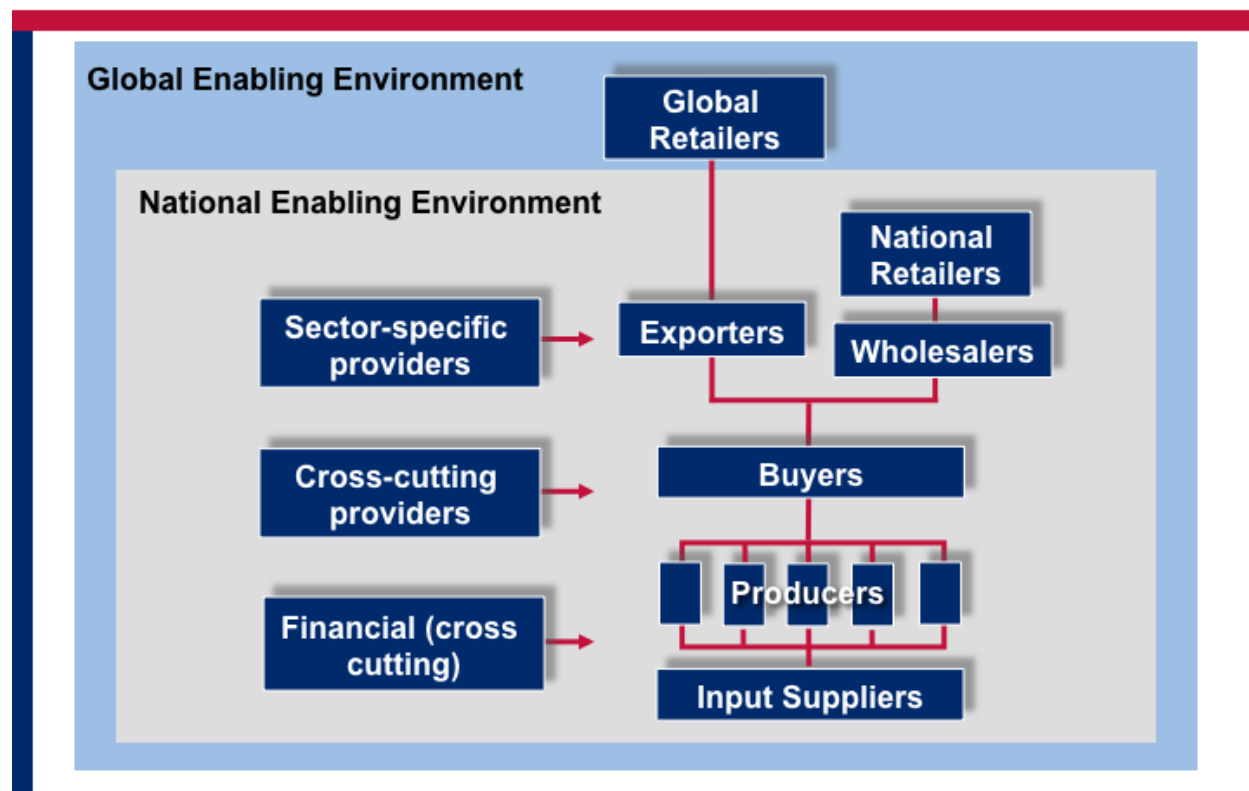 Global Enabling Environment
Global
Retailers
National Enabling Environment
National
Retailers
Sector-specific
providers
Exporters
Wholesalers
Cross-cutting
providers
Buyers
Producers
Financial (cross
cutting)
Input Suppliers